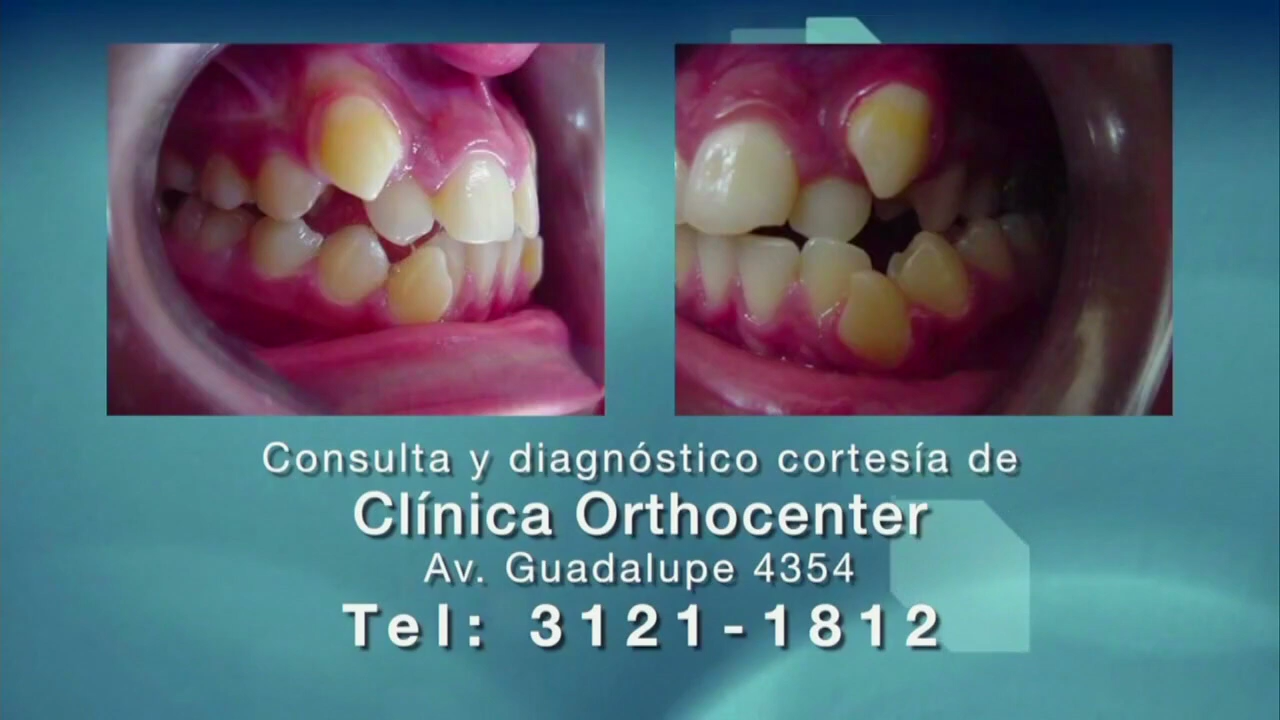 Consulta y diagnóstico cortesía de
Clínica Orthocenter
Av. Guadalupe 4354
Tel: 3121-1812